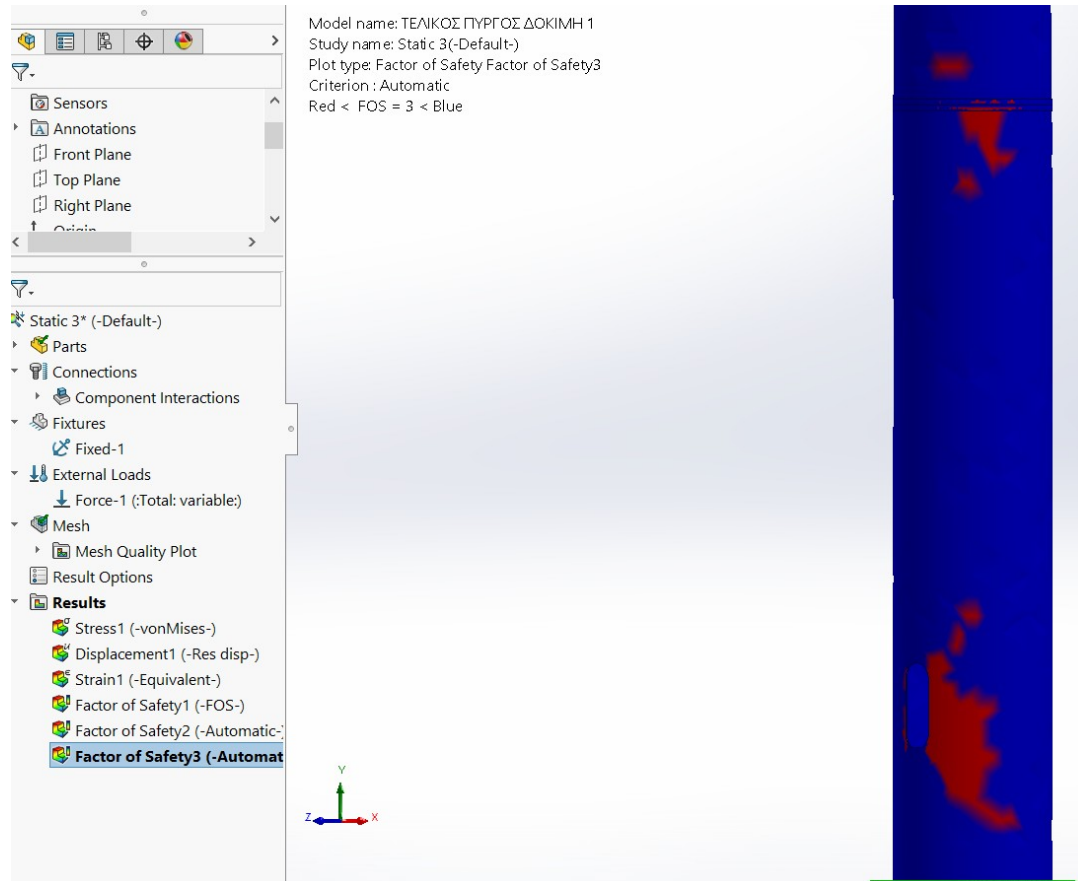 Model name: ΤΕΛΙΚΟΣ ΠΥΡΓΟΣ ΔΟΚΙΜΗ 1
Study name: Static 3(-Default-)
Plot type: Factor of Safety Factor of Safety3
Criterion : Automatic
Red < FOS = 3 < Blue
Sensors
Annotations
Front Plane
Top Plane
Right Plane
Origin
Static 3* (-Default-)
Parts
Connections
Component Interactions
Fixtures
Fixed-1
External Loads
Force-1 (:Total: variable:)
Mesh
Mesh Quality Plot
Result Options
Results
Stress1 (-vonMises-)
Displacement1 (-Res disp-)
Strain1 (-Equivalent-)
Factor of Safety1 (-FOS-)
Factor of Safety2 (-Automatic-
Factor of Safety3 (-Automat
Y
Z
X